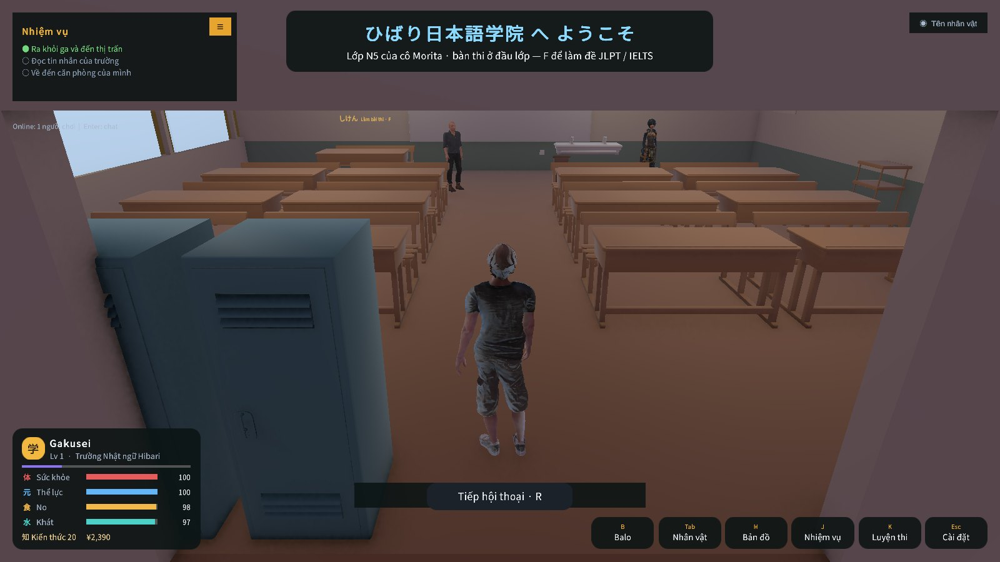 Nhiệm vụ
Ra khỏi ga và đến thị trấn
Đọc tin nhắn của trường
Về đến căn phòng của mình
ひばり日本語学院 へ ようこそ
Lớp N5 của cô Morita · bàn thi ở đầu lớp — F để làm đề JLPT / IELTS
Tên nhân vật
Online: 1 người chơi | Enter: chat
しけん Làm bài thi · F
学
Gakusei
Lv 1 · Trường Nhật ngữ Hibari
体 Sức khỏe 100
元 Thể lực 100
食 No 98
水 Khát 97
知 Kiến thức 20 ¥2,390
Tiếp hội thoại · R
B
Balo
Tab
Nhân vật
M
Bản đồ
J
Nhiệm vụ
K
Luyện thi
Esc
Cài đặt